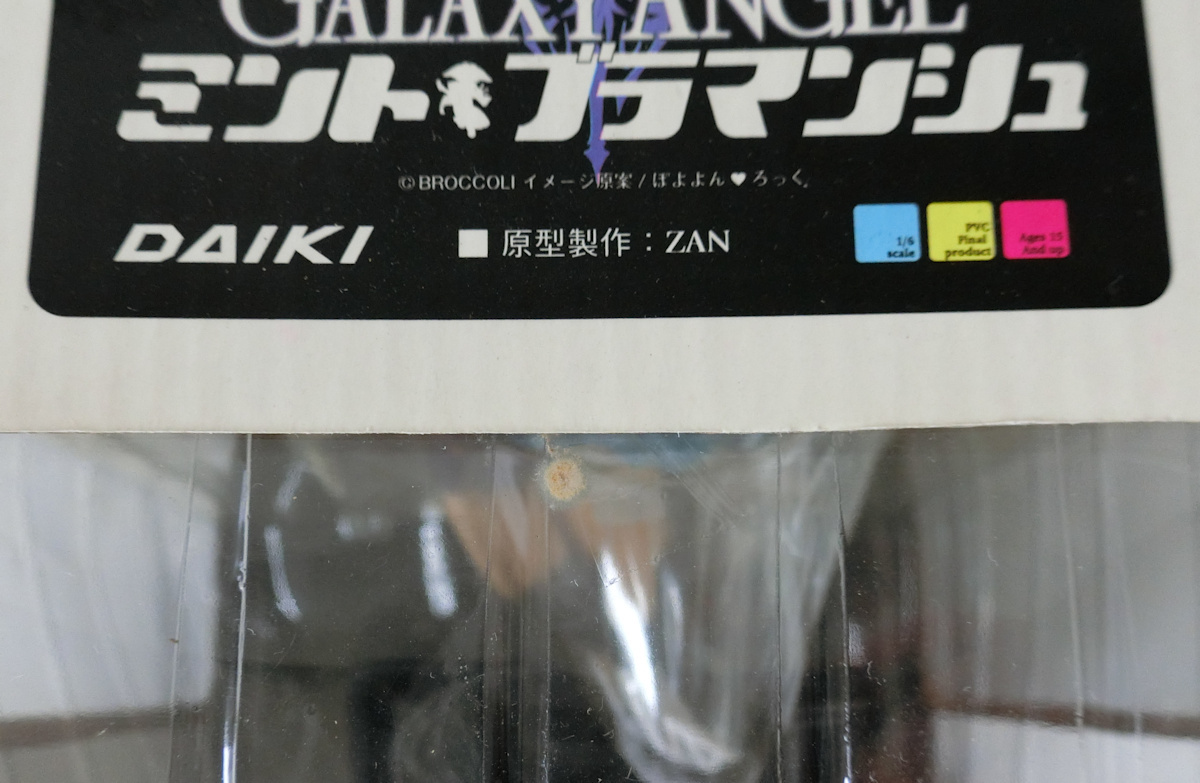 GALAXY ANGEL
ミント・ブラマンシュ
©BROCCOLI イメージ原案 / ぽよよん♥ろっく
DAIKI
■ 原型製作：ZAN
1/6
scale
PVC
Final
product
Ages 15
And up